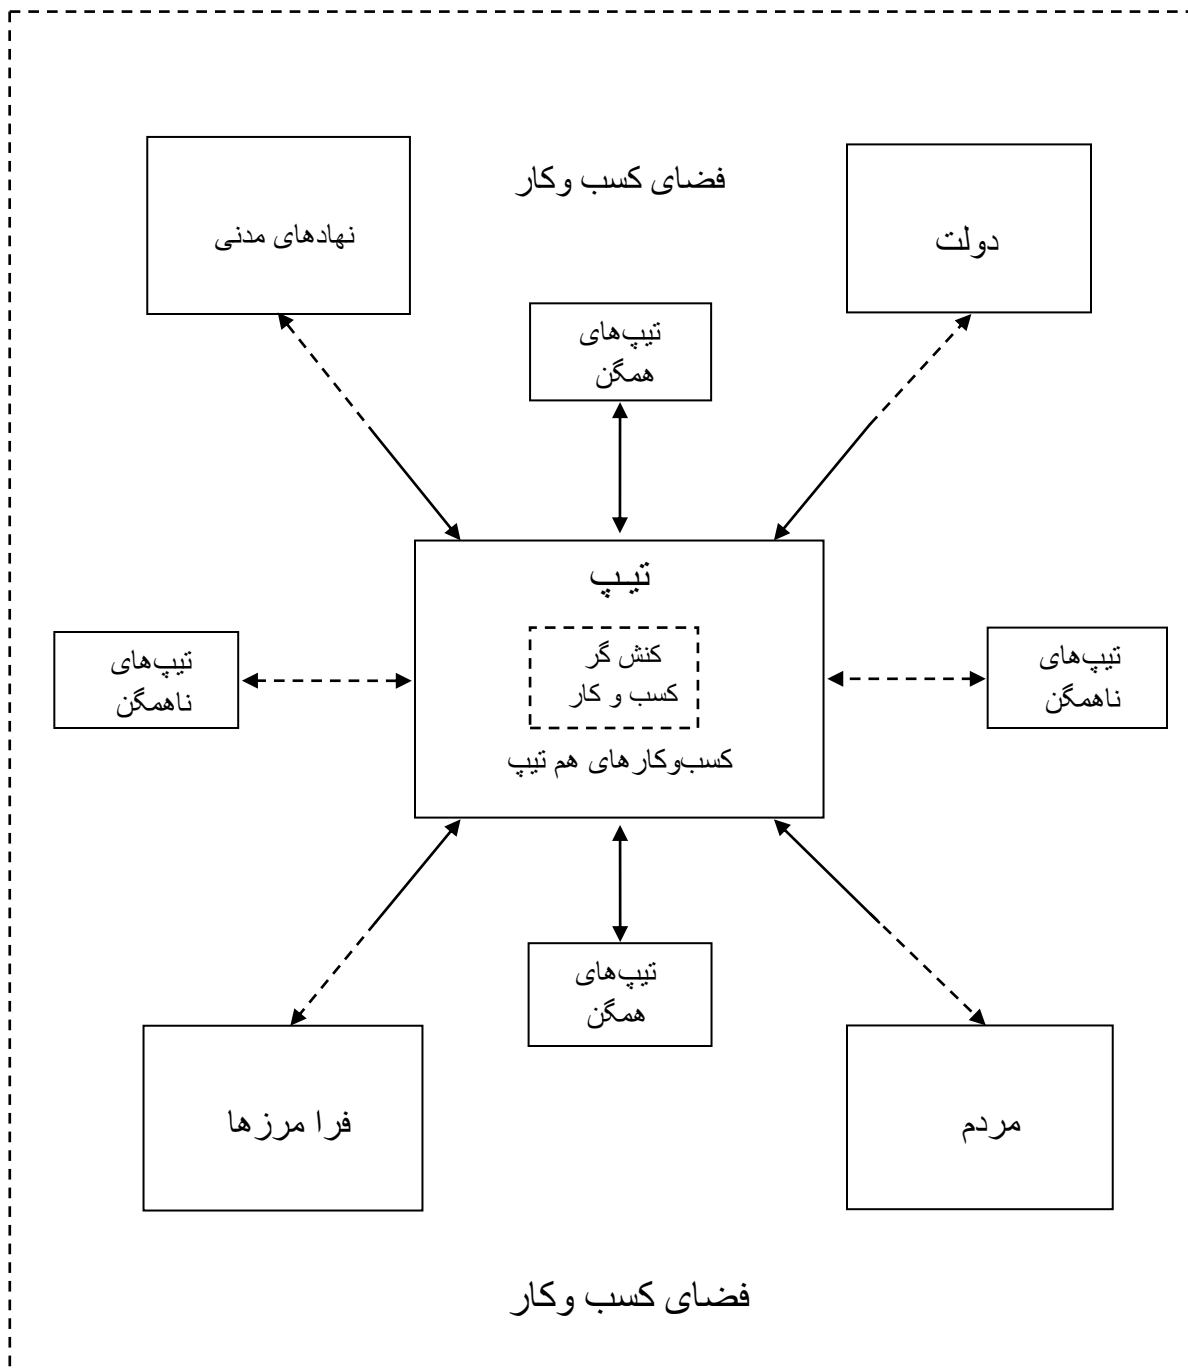 فضای کسب وکار
دولت
نهادهای مدنی
تیپ‌های
همگن
تیپ
کنش گر
کسب و کار
کسب‌وکارهای هم تیپ
تیپ‌های
ناهمگن
تیپ‌های
ناهمگن
تیپ‌های
همگن
مردم
فرا مرزها
فضای کسب وکار